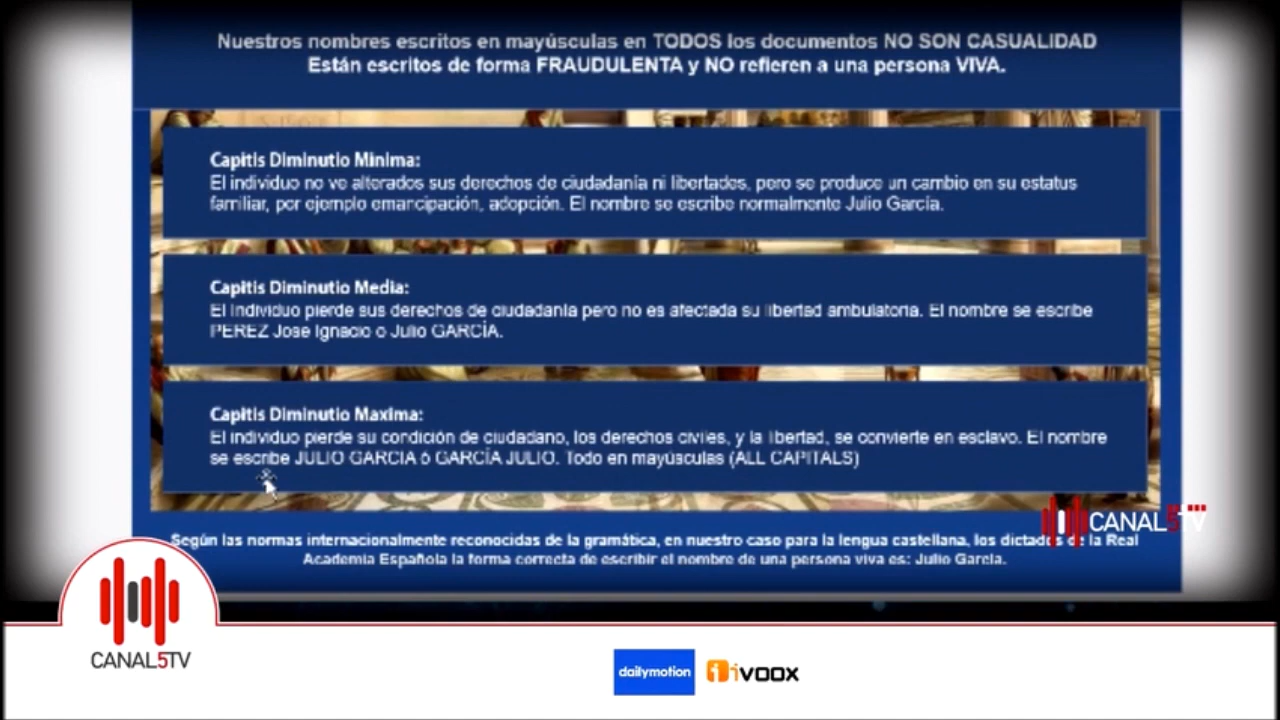 Nuestros nombres escritos en mayúsculas en TODOS los documentos NO SON CASUALIDAD
Están escritos de forma FRAUDULENTA y NO refieren a una persona VIVA.
Capitis Diminutio Minima:
El individuo no ve alterados sus derechos de ciudadanía ni libertades, pero se produce un cambio en su estatus
familiar, por ejemplo emancipación, adopción. El nombre se escribe normalmente Julio García.
Capitis Diminutio Media:
El individuo pierde sus derechos de ciudadanía pero no es afectada su libertad ambulatoria. El nombre se escribe
PEREZ Jose Ignacio o Julio GARCÍA.
Capitis Diminutio Maxima:
El individuo pierde su condición de ciudadano, los derechos civiles, y la libertad, se convierte en esclavo. El nombre
se escribe JULIO GARCIA ó GARCÍA JULIO. Todo en mayúsculas (ALL CAPITALS)
CANAL5TV
Según las normas internacionalmente reconocidas de la gramática, en nuestro caso para la lengua castellana, los dictados de la Real
Academia Española la forma correcta de escribir el nombre de una persona viva es: Julio García.
CANAL5TV
dailymotion
iVOOX